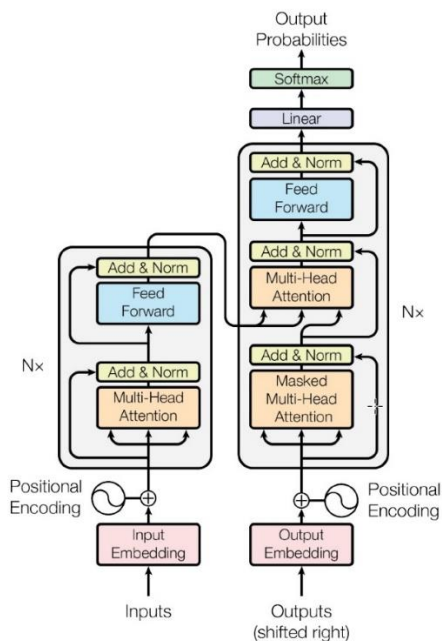 Output
Probabilities
Softmax
Linear
Add & Norm
Feed
Forward
Add & Norm
Multi-Head
Attention
Nx
Add & Norm
Masked
Multi-Head
Attention
Add & Norm
Feed
Forward
Nx
Add & Norm
Multi-Head
Attention
Positional
Encoding
Positional
Encoding
Input
Embedding
Output
Embedding
Inputs
Outputs
(shifted right)